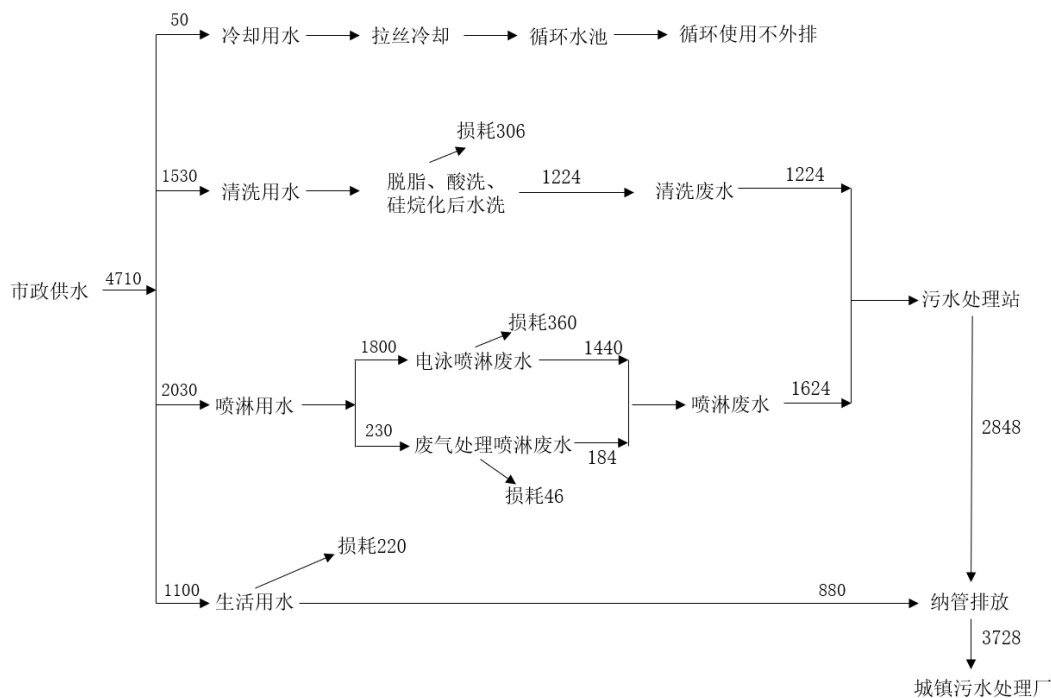 50
冷却用水
拉丝冷却
循环水池
循环使用不外排
损耗306
1530
清洗用水
脱脂、酸洗、
硅烷化后水洗
1224
清洗废水
1224
市政供水
4710
污水处理站
损耗360
1800
电泳喷淋废水
1440
2030
喷淋用水
喷淋废水
1624
230
废气处理喷淋废水
184
损耗46
2848
损耗220
1100
生活用水
880
纳管排放
3728
城镇污水处理厂